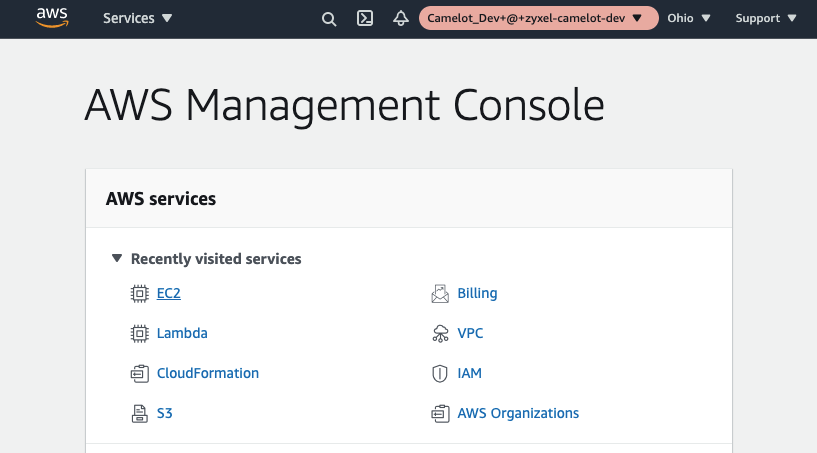 aws Services Camelot_Dev+@+zyxel-camelot-dev Ohio Support
AWS Management Console
AWS services
Recently visited services
EC2 Billing
Lambda VPC
CloudFormation IAM
S3 AWS Organizations